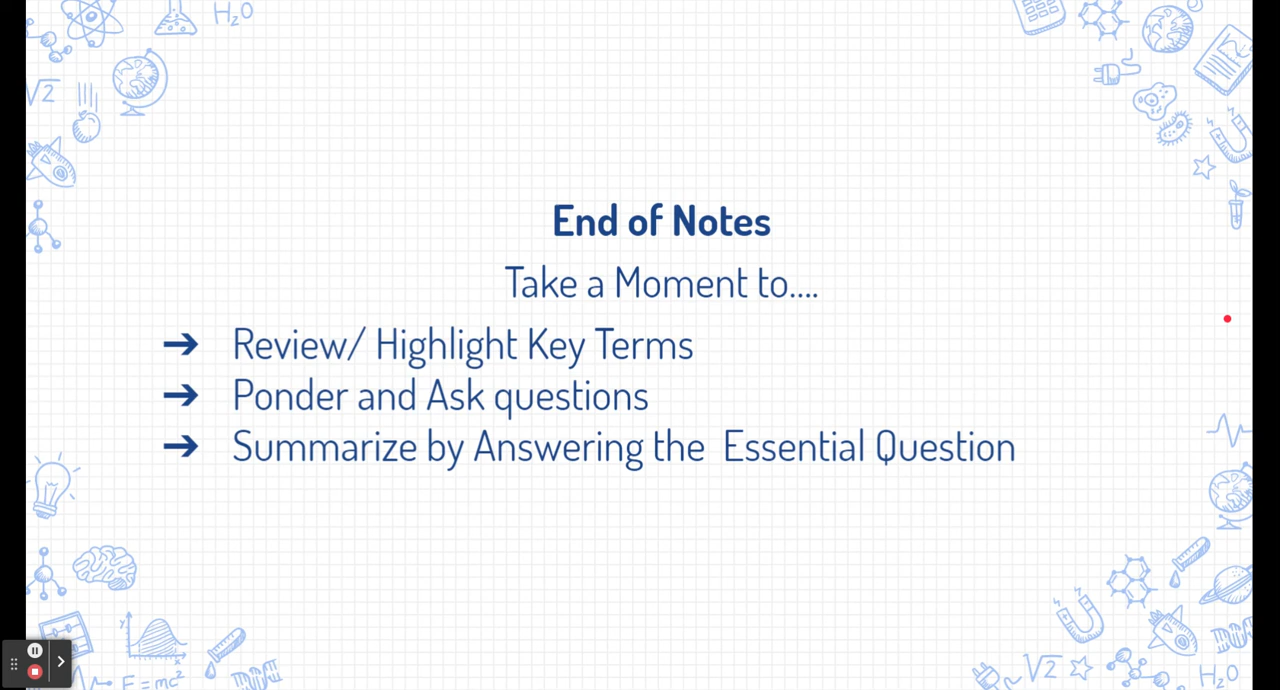 H₂O
√2
End of Notes
Take a Moment to....
➔ Review/ Highlight Key Terms
➔ Ponder and Ask questions
➔ Summarize by Answering the  Essential Question
y
x
E=mc²
√2
H₂O